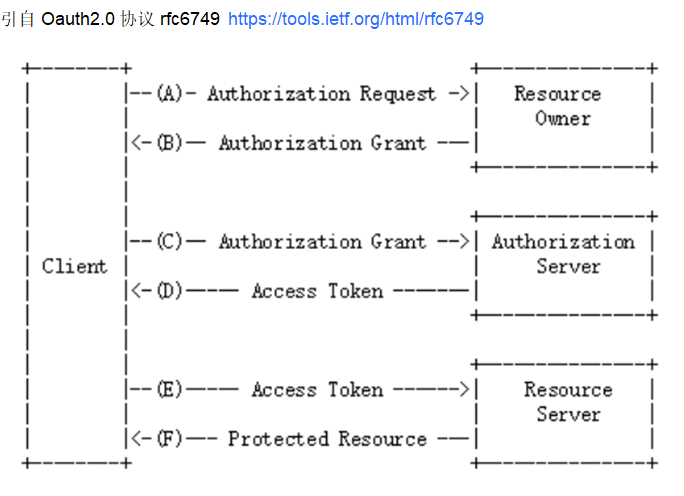 引自 Oauth2.0 协议 rfc6749 https://tools.ietf.org/html/rfc6749
(A) Authorization Request
Resource
Owner
(B) Authorization Grant
(C) Authorization Grant
Authorization
Server
Client
(D) Access Token
(E) Access Token
Resource
Server
(F) Protected Resource